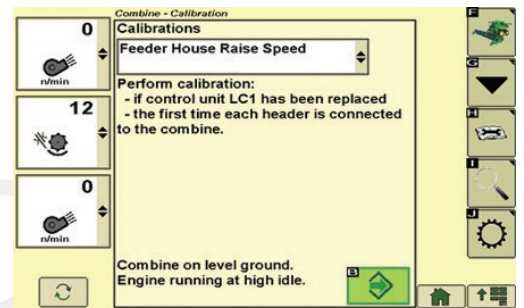 Combine - Calibration
0
n/min
12
0
n/min
Calibrations
Feeder House Raise Speed
Perform calibration:
- if control unit LC1 has been replaced
- the first time each header is connected
to the combine.
Combine on level ground.
Engine running at high idle.
B
F
G
H
I
J